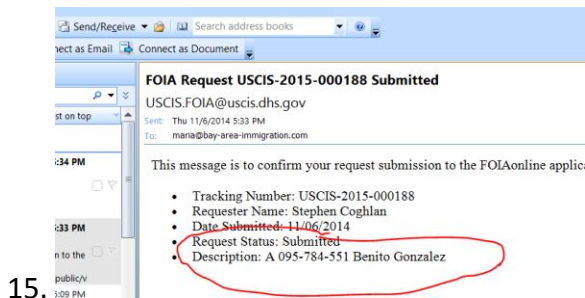 Send/Receive
Search address books
nect as Email
Connect as Document
FOIA Request USCIS-2015-000188 Submitted
USCIS.FOIA@uscis.dhs.gov
st on top
Sent: Thu 11/6/2014 5:33 PM
To: maria@bay-area-immigration.com
:34 PM
This message is to confirm your request submission to the FOIAonline applica
• Tracking Number: USCIS-2015-000188
• Requester Name: Stephen Coghlan
:33 PM
• Date Submitted: 11/06/2014
• Request Status: Submitted
n to the
• Description: A 095-784-551 Benito Gonzalez
public/v
15.
5:09 PM